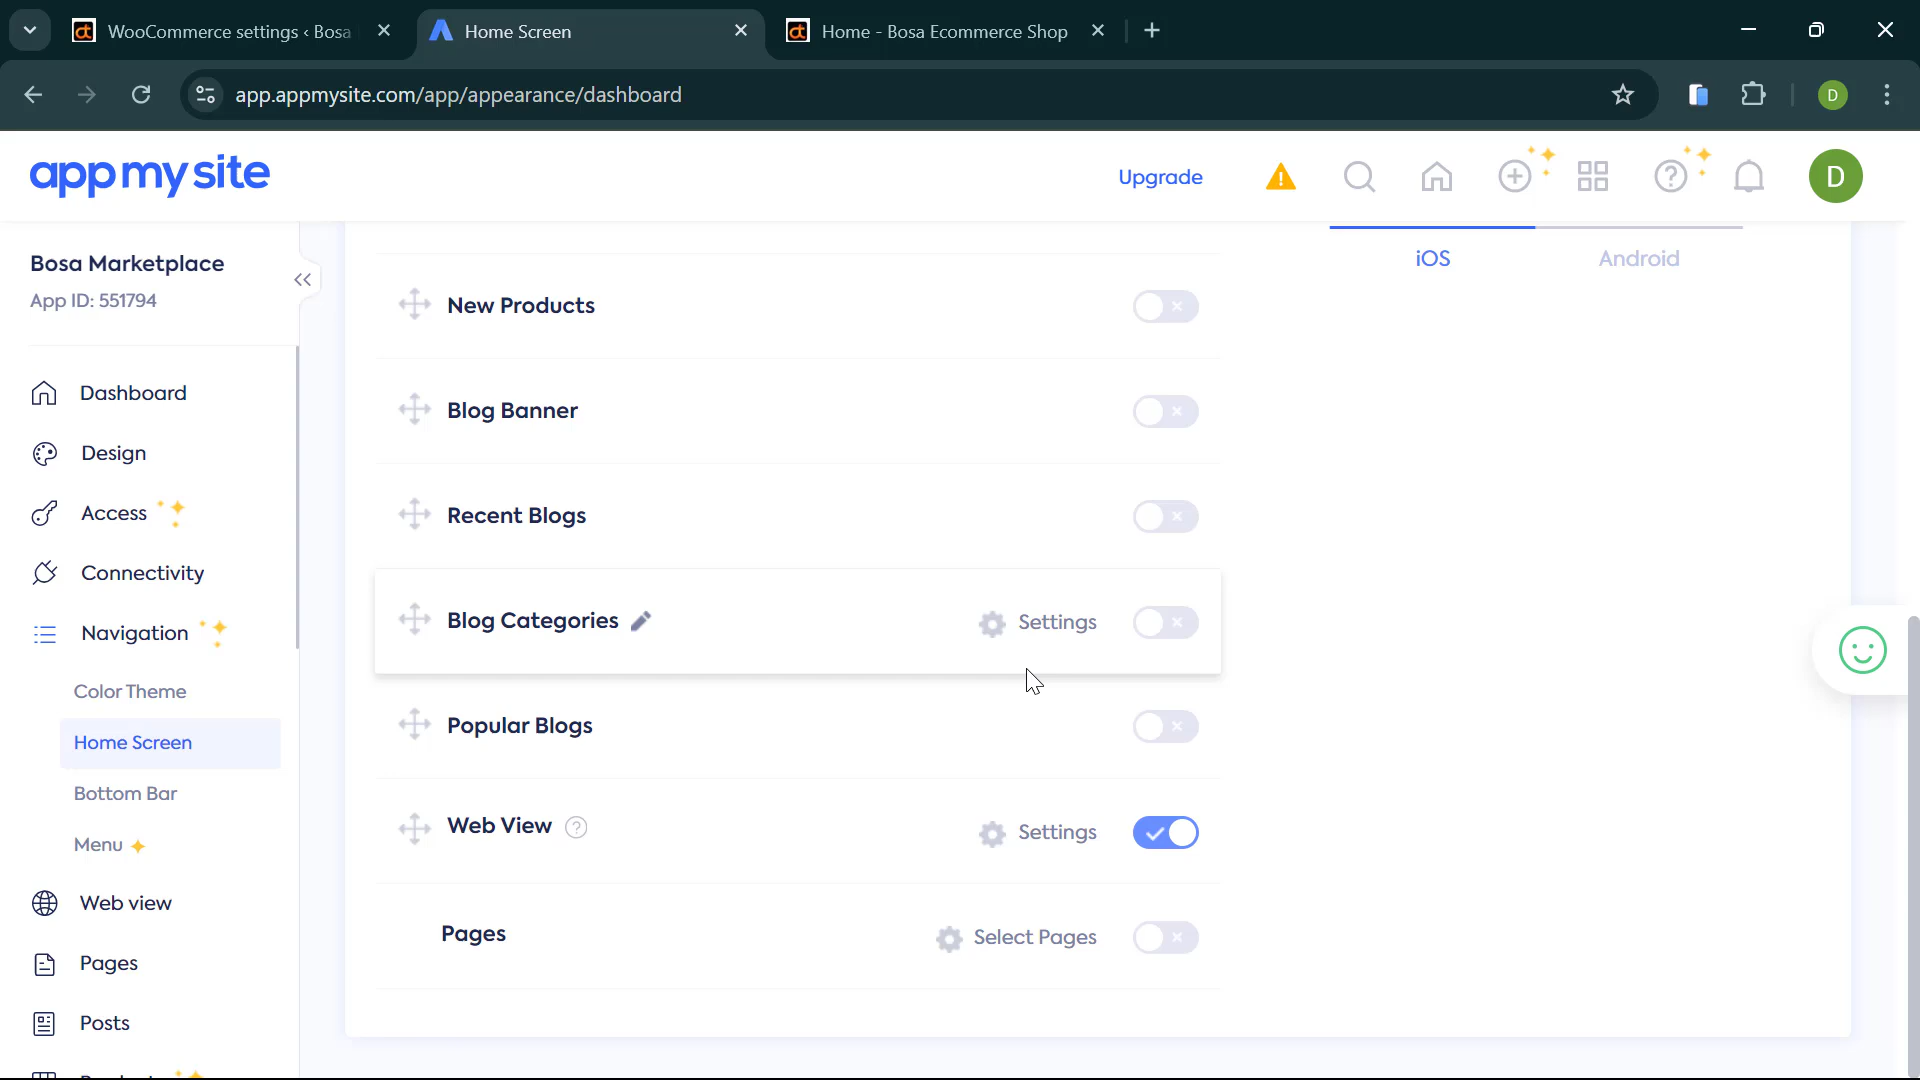 WooCommerce settings ‹ Bosa
Home Screen
Home - Bosa Ecommerce Shop
app.appmysite.com/app/appearance/dashboard
D
appmysite
Upgrade
D
Bosa Marketplace
App ID: 551794
iOS
Android
Dashboard
Design
Access
Connectivity
Navigation
Color Theme
Home Screen
Bottom Bar
Menu
Web view
Pages
Posts
New Products
Blog Banner
Recent Blogs
Blog Categories
Settings
Popular Blogs
Web View
?
Settings
Pages
Select Pages